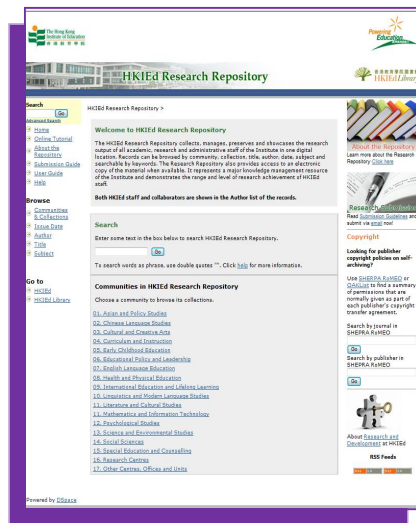 The Hong Kong
Institute of Education
香港教育學院
Powering
Education
HKIEd Research Repository
HKIEd Library
Search
Go
Advanced Search
Home
Online Tutorial
About the
Repository
Submission Guide
User Guide
Help
Browse
Communities
& Collections
Issue Date
Author
Title
Subject
Go to
HKIEd
HKIEd Library
Powered by DSpace
HKIEd Research Repository >
Welcome to HKIEd Research Repository
The HKIEd Research Repository collects, manages, preserves and showcases the research
output of all academic, research and administrative staff of the Institute in one digital
location. Records can be browsed by community, collection, title, author, date, subject and
searchable by keywords. The Research Repository also provides access to an electronic
copy of the material when available. It represents a major knowledge management resource
of the Institute and demonstrates the range and level of research achievement of HKIEd
staff.
Both HKIEd staff and collaborators are shown in the Author list of the records.
Search
Enter some text in the box below to search HKIEd Research Repository.
Go
To search words as phrase, use double quotes "". Click help for more information.
Communities in HKIEd Research Repository
Choose a community to browse its collections.
01. Asian and Policy Studies
02. Chinese Language Studies
03. Cultural and Creative Arts
04. Curriculum and Instruction
05. Early Childhood Education
06. Educational Policy and Leadership
07. English Language Education
08. Health and Physical Education
09. International Education and Lifelong Learning
10. Linguistics and Modern Language Studies
11. Literature and Cultural Studies
11. Mathematics and Information Technology
12. Psychological Studies
13. Science and Environmental Studies
14. Social Sciences
15. Special Education and Counselling
16. Research Centres
17. Other Centres, Offices and Units
About the Repository
Learn more about the Research
Repository Click here
Research Submission
Read Submission Guidelines and
submit via email now!
Copyright
Looking for publisher
copyright policies on self-
archiving?
Use SHEPRA RoMEO or
OAKList to find a summary
of permissions that are
normally given as part of
each publisher's copyright
transfer agreement.
Search by journal in
SHEPRA RoMEO
Go
Search by publisher in
SHEPRA RoMEO
Go
About Research and
Development at HKIEd
RSS Feeds